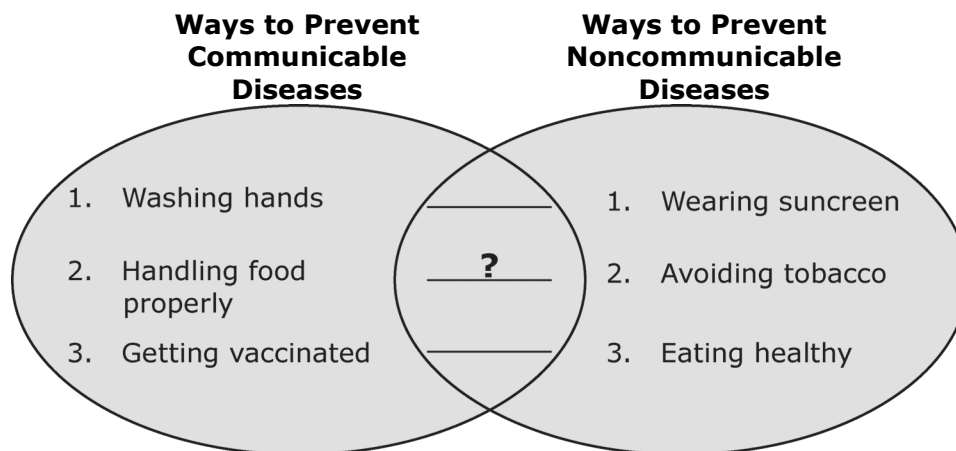 Ways to Prevent
Communicable
Diseases
Ways to Prevent
Noncommunicable
Diseases
1. Washing hands
2. Handling food
properly
3. Getting vaccinated
?
1. Wearing suncreen
2. Avoiding tobacco
3. Eating healthy